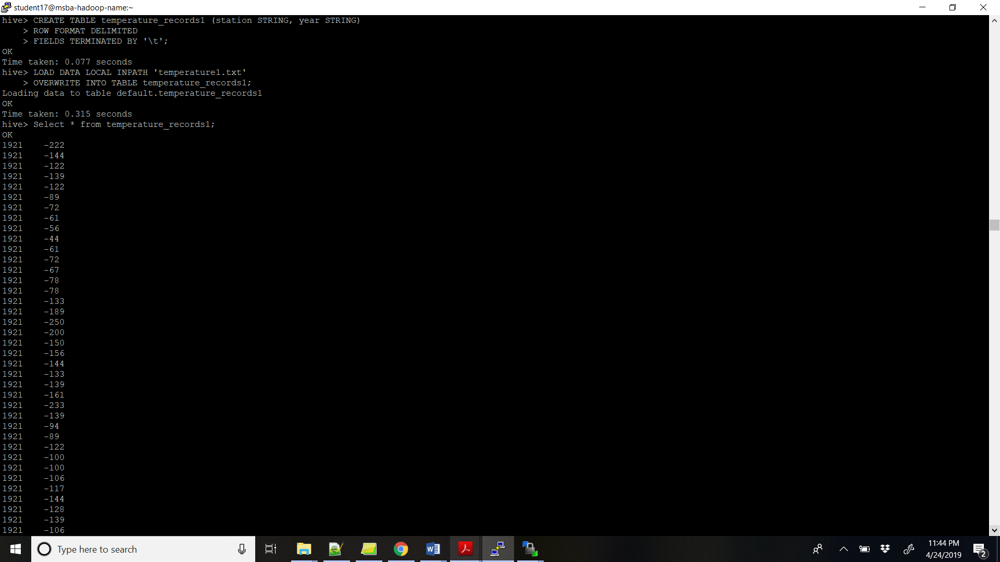 student17@msba-hadoop-name:~
hive> CREATE TABLE temperature_records1 (station STRING, year STRING)
    > ROW FORMAT DELIMITED
    > FIELDS TERMINATED BY '\t';
OK
Time taken: 0.077 seconds
hive> LOAD DATA LOCAL INPATH 'temperature1.txt'
    > OVERWRITE INTO TABLE temperature_records1;
Loading data to table default.temperature_records1
OK
Time taken: 0.315 seconds
hive> Select * from temperature_records1;
OK
1921    -222
1921    -144
1921    -122
1921    -139
1921    -122
1921    -89
1921    -72
1921    -61
1921    -56
1921    -44
1921    -61
1921    -72
1921    -67
1921    -78
1921    -78
1921    -133
1921    -189
1921    -250
1921    -200
1921    -150
1921    -156
1921    -144
1921    -133
1921    -139
1921    -161
1921    -233
1921    -139
1921    -94
1921    -89
1921    -122
1921    -100
1921    -100
1921    -106
1921    -117
1921    -144
1921    -128
1921    -139
1921    -106
Type here to search
11:44 PM
4/24/2019
2